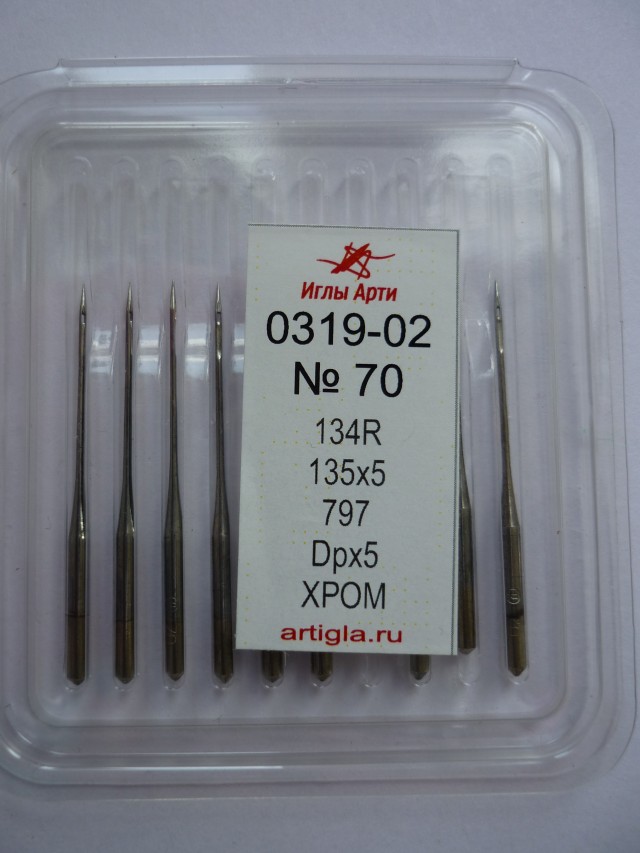 Иглы Арти
0319-02
№ 70
134R
135x5
797
Dpx5
ХРОМ
artigla.ru